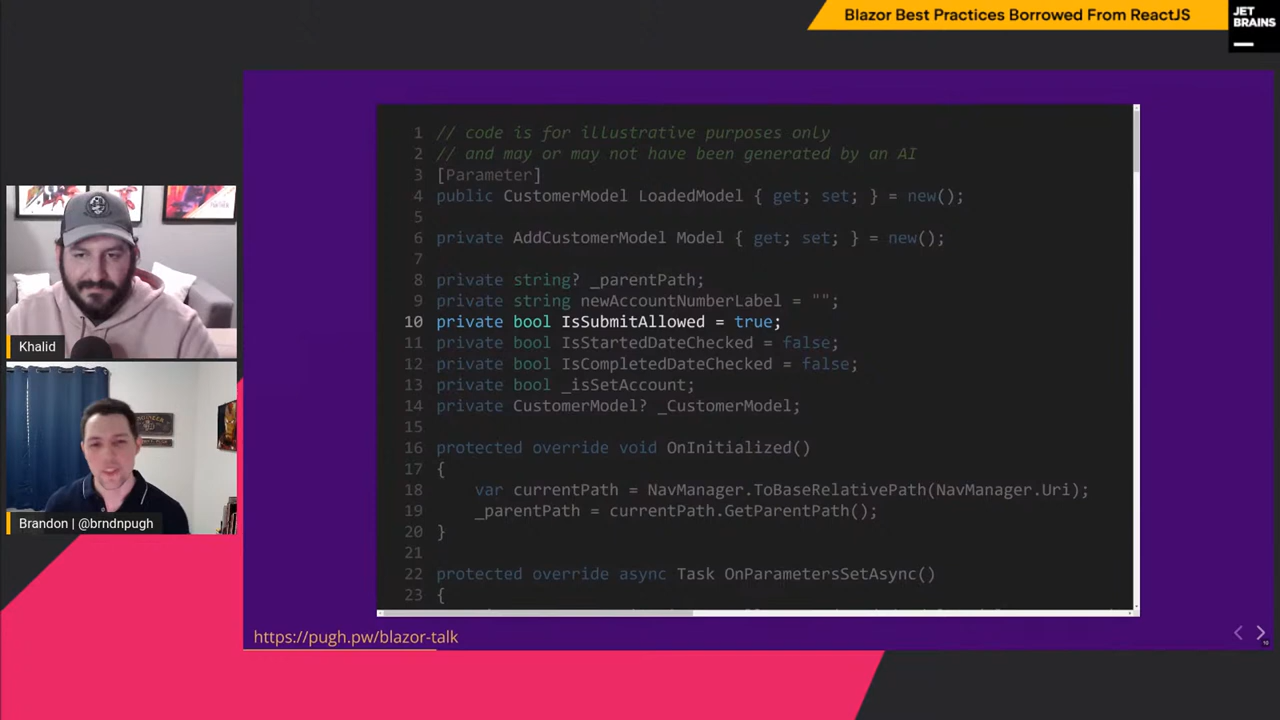 Blazor Best Practices Borrowed From ReactJS
JET
BRAINS
1 // code is for illustrative purposes only
2 // and may or may not have been generated by an AI
3 [Parameter]
4 public CustomerModel LoadedModel { get; set; } = new();
5
6 private AddCustomerModel Model { get; set; } = new();
7
8 private string? _parentPath;
9 private string newAccountNumberLabel = "";
10 private bool IsSubmitAllowed = true;
11 private bool IsStartedDateChecked = false;
12 private bool IsCompletedDateChecked = false;
13 private bool _isSetAccount;
14 private CustomerModel? _CustomerModel;
15
16 protected override void OnInitialized()
17 {
18 var currentPath = NavManager.ToBaseRelativePath(NavManager.Uri);
19 _parentPath = currentPath.GetParentPath();
20 }
21
22 protected override async Task OnParametersSetAsync()
23 {
Khalid
Brandon | @brndnpugh
https://pugh.pw/blazor-talk